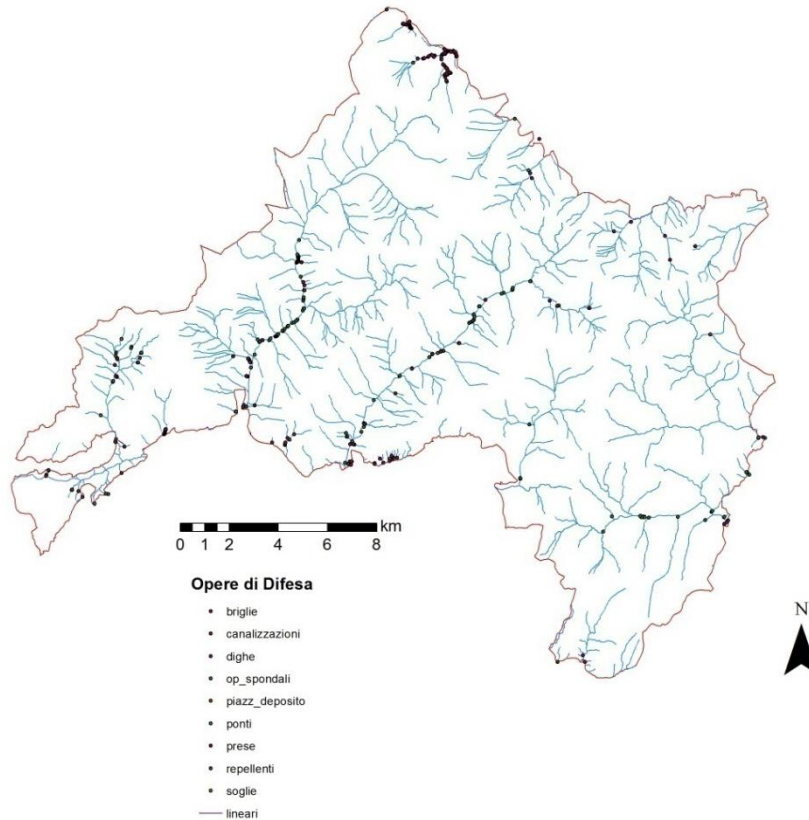 km
0 1 2 4 6 8
Opere di Difesa
briglie
canalizzazioni
dighe
op_spondali
piazz_deposito
ponti
prese
repellenti
soglie
lineari
N